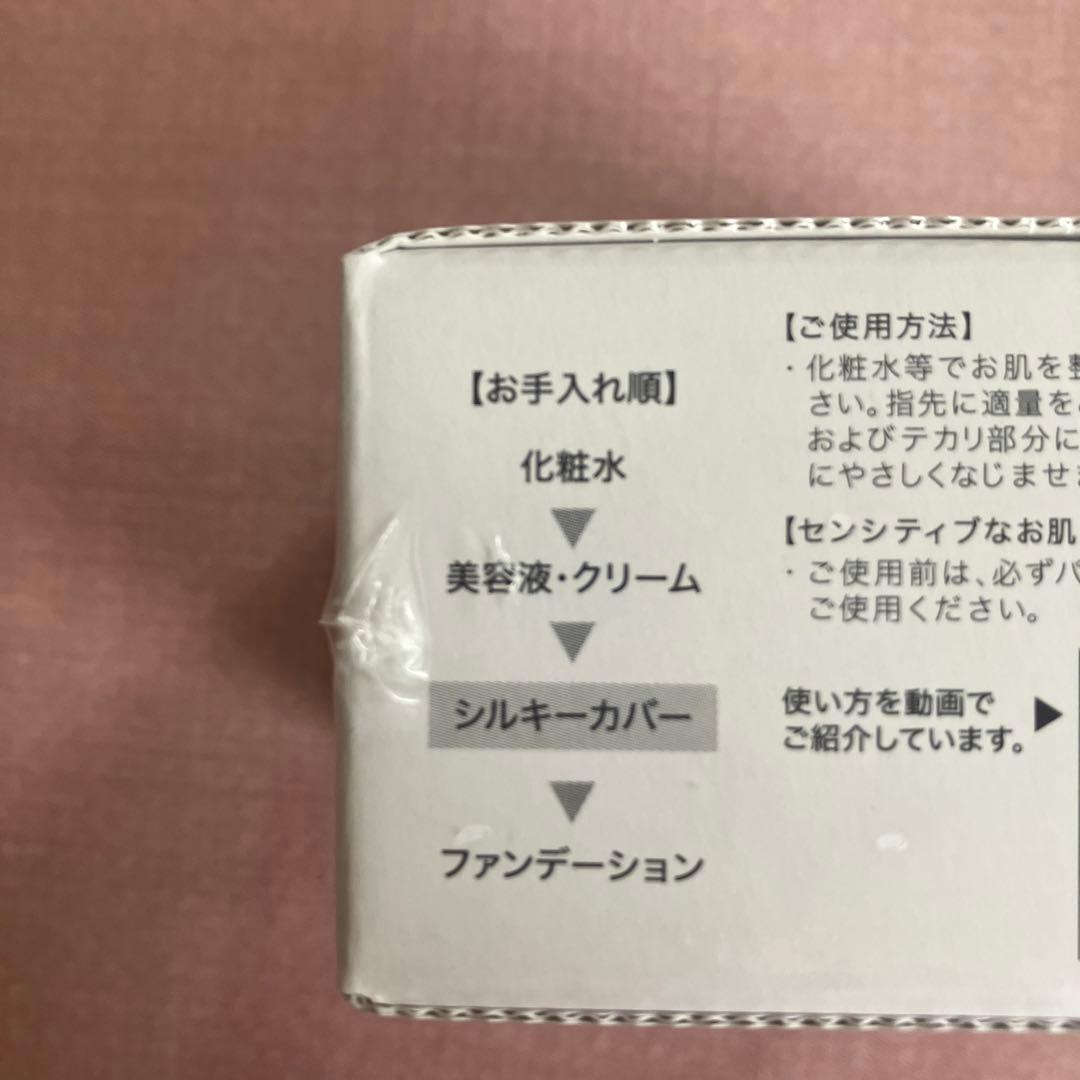 【お手入れ順】
化粧水
▼
美容液・クリーム
▼
シルキーカバー
▼
ファンデーション
【ご使用方法】
・化粧水等でお肌を整
さい。指先に適量を
およびテカリ部分に
にやさしくなじませ
【センシティブなお肌
・ご使用前は、必ずパ
ご使用ください。
使い方を動画で
ご紹介しています。▶